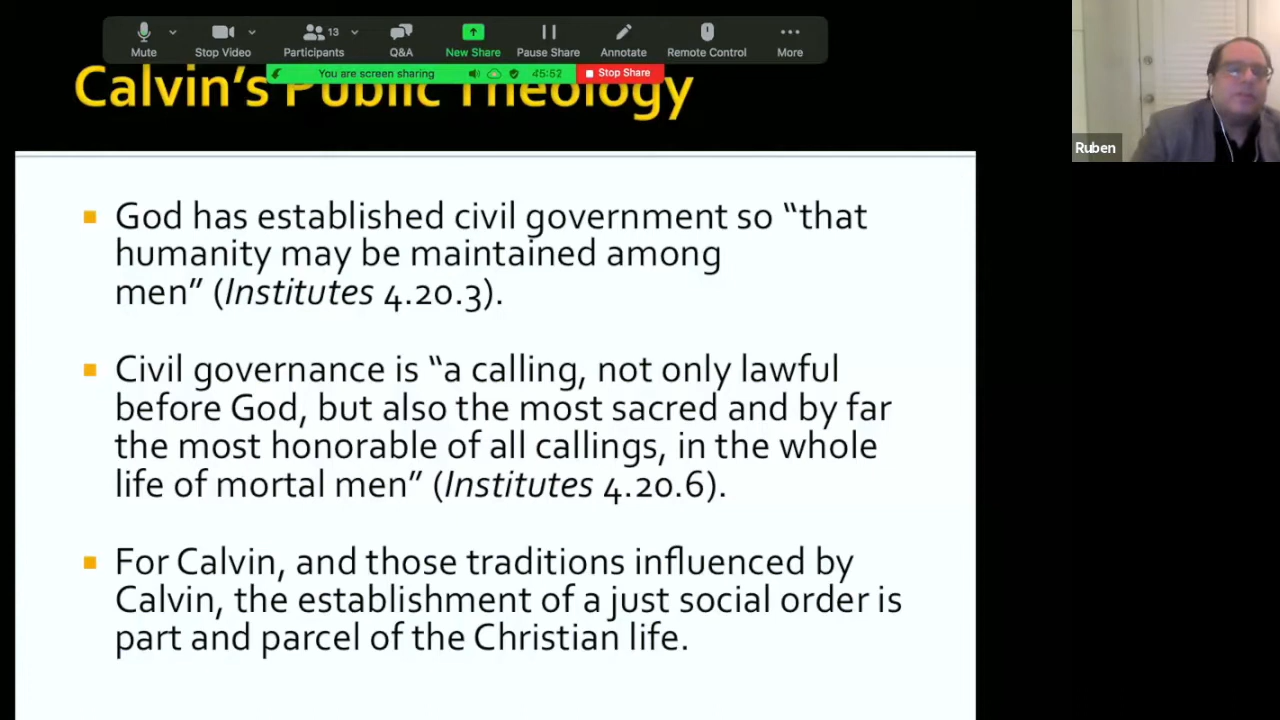 Mute
Stop Video
13
Participants
Q&A
New Share
Pause Share
Annotate
Remote Control
More
You are screen sharing
45:52
Stop Share
Calvin's Public Theology
Ruben
God has established civil government so “that
humanity may be maintained among
men” (Institutes 4.20.3).
Civil governance is “a calling, not only lawful
before God, but also the most sacred and by far
the most honorable of all callings, in the whole
life of mortal men” (Institutes 4.20.6).
For Calvin, and those traditions influenced by
Calvin, the establishment of a just social order is
part and parcel of the Christian life.